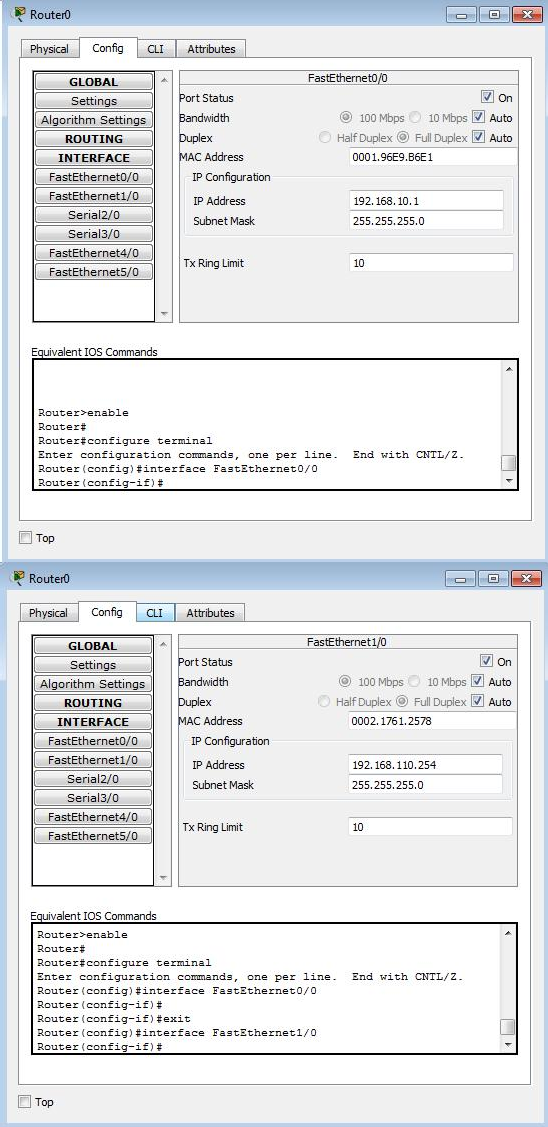 Router0
Physical Config CLI Attributes
GLOBAL
Settings
Algorithm Settings
ROUTING
INTERFACE
FastEthernet0/0
FastEthernet1/0
Serial2/0
Serial3/0
FastEthernet4/0
FastEthernet5/0
FastEthernet0/0
Port Status On
Bandwidth 100 Mbps 10 Mbps Auto
Duplex Half Duplex Full Duplex Auto
MAC Address 0001.96E9.B6E1
IP Configuration
IP Address 192.168.10.1
Subnet Mask 255.255.255.0
Tx Ring Limit 10
Equivalent IOS Commands
Router>enable
Router#
Router#configure terminal
Enter configuration commands, one per line.  End with CNTL/Z.
Router(config)#interface FastEthernet0/0
Router(config-if)#
Top
Router0
Physical Config CLI Attributes
GLOBAL
Settings
Algorithm Settings
ROUTING
INTERFACE
FastEthernet0/0
FastEthernet1/0
Serial2/0
Serial3/0
FastEthernet4/0
FastEthernet5/0
FastEthernet1/0
Port Status On
Bandwidth 100 Mbps 10 Mbps Auto
Duplex Half Duplex Full Duplex Auto
MAC Address 0002.1761.2578
IP Configuration
IP Address 192.168.110.254
Subnet Mask 255.255.255.0
Tx Ring Limit 10
Equivalent IOS Commands
Router>enable
Router#
Router#configure terminal
Enter configuration commands, one per line.  End with CNTL/Z.
Router(config)#interface FastEthernet0/0
Router(config-if)#
Router(config-if)#exit
Router(config)#interface FastEthernet1/0
Router(config-if)#
Top